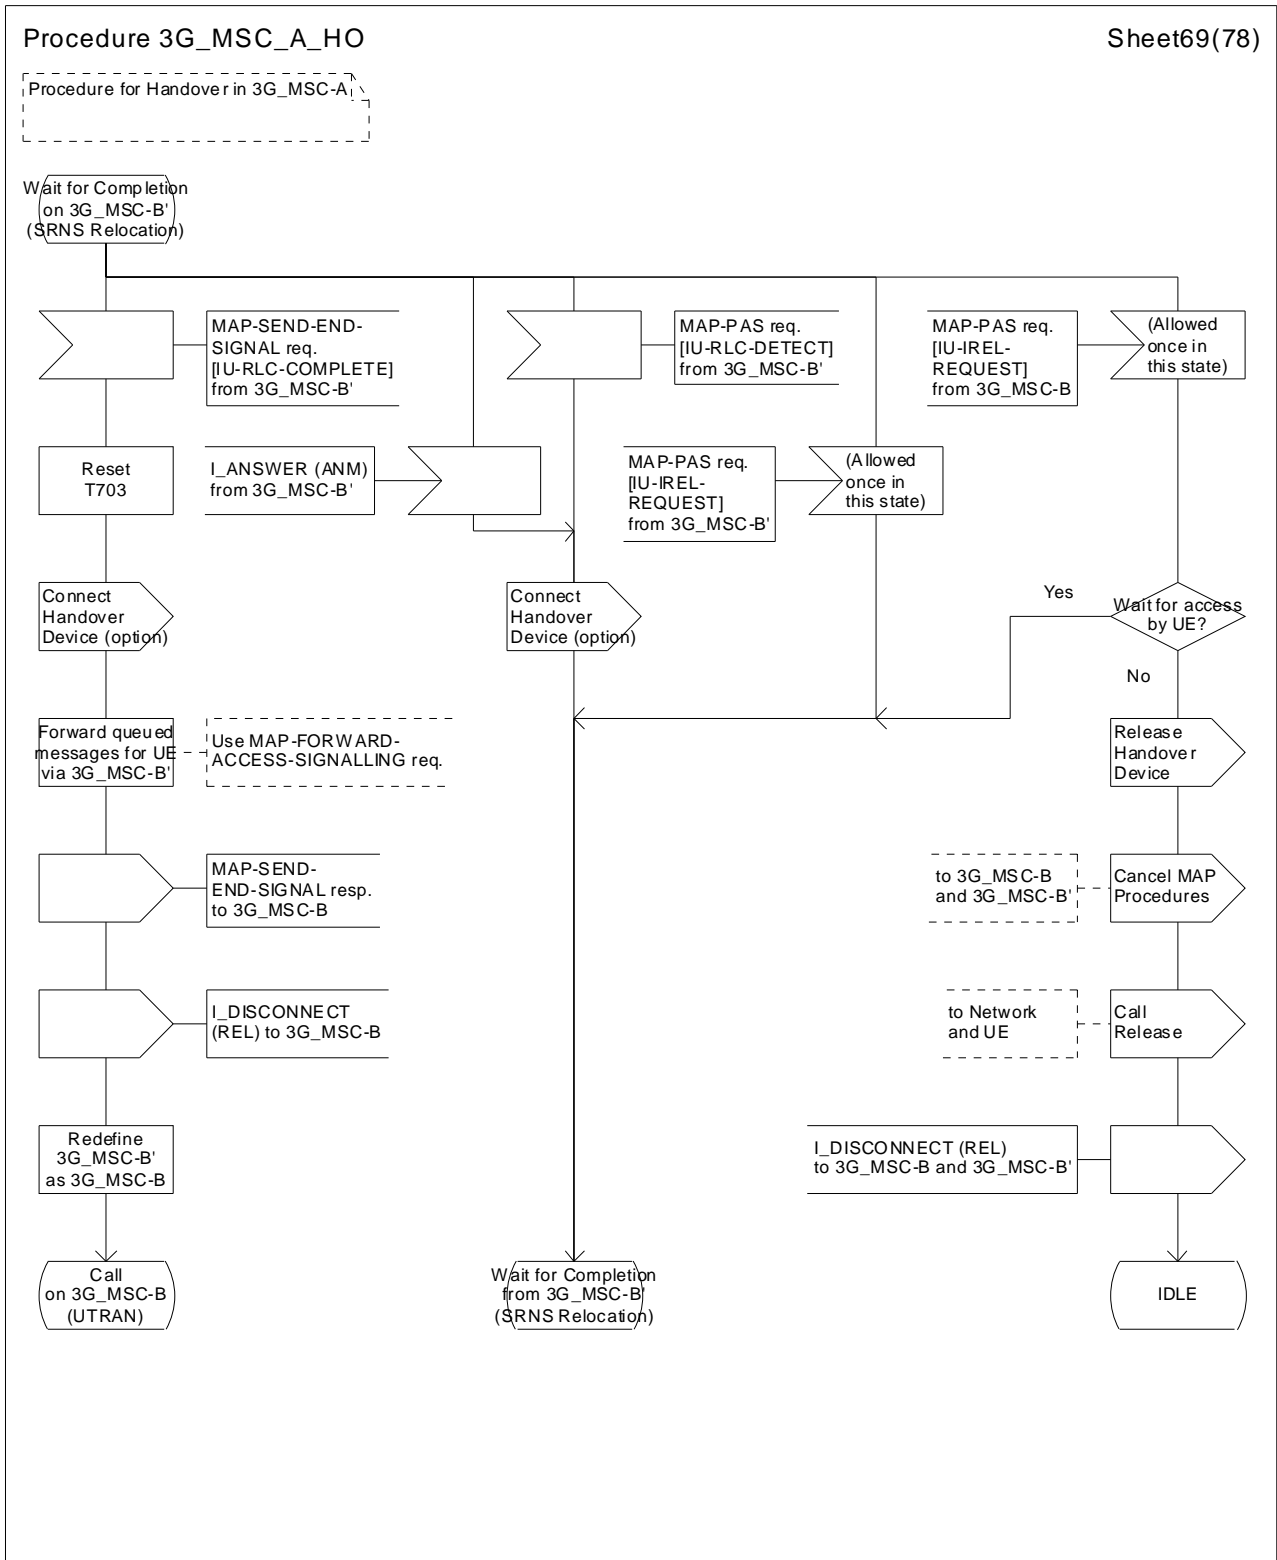 Procedure 3G_MSC_A_HO
Sheet69(78)
Procedure for Handover in 3G_MSC-A
Wait for Completion
on 3G_MSC-B'
(SRNS Relocation)
MAP-SEND-END-
SIGNAL req.
[IU-RLC-COMPLETE]
from 3G_MSC-B'
MAP-PAS req.
[IU-RLC-DETECT]
from 3G_MSC-B'
MAP-PAS req.
[IU-IREL-
REQUEST]
from 3G_MSC-B
(Allowed
once in
this state)
Reset
T703
I_ANSWER (ANM)
from 3G_MSC-B'
MAP-PAS req.
[IU-IREL-
REQUEST]
from 3G_MSC-B'
(Allowed
once in
this state)
Connect
Handover
Device (option)
Connect
Handover
Device (option)
Yes
Wait for access
by UE?
No
Forward queued
messages for UE
via 3G_MSC-B'
Use MAP-FORWARD-
ACCESS-SIGNALLING req.
Release
Handover
Device
MAP-SEND-
END-SIGNAL resp.
to 3G_MSC-B
to 3G_MSC-B
and 3G_MSC-B'
Cancel MAP
Procedures
I_DISCONNECT
(REL) to 3G_MSC-B
to Network
and UE
Call
Release
Redefine
3G_MSC-B'
as 3G_MSC-B
I_DISCONNECT (REL)
to 3G_MSC-B and 3G_MSC-B'
Call
on 3G_MSC-B
(UTRAN)
Wait for Completion
from 3G_MSC-B'
(SRNS Relocation)
IDLE